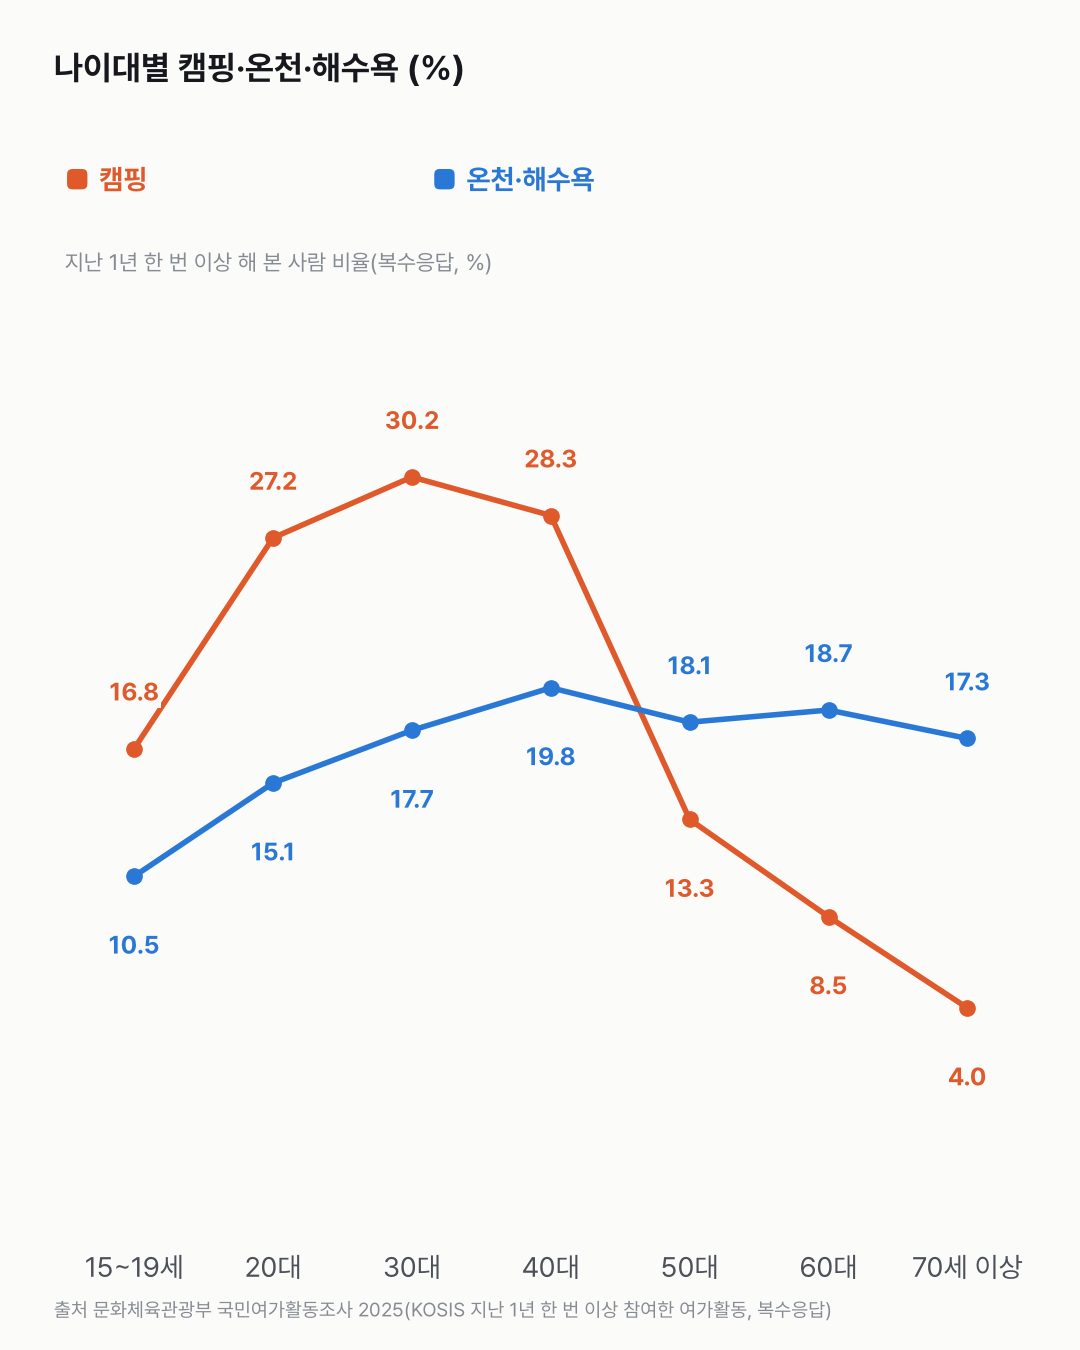 나이대별 캠핑·온천·해수욕 (%)
캠핑
온천·해수욕
지난 1년 한 번 이상 해 본 사람 비율(복수응답, %)
30.2
28.3
27.2
16.8
18.1
18.7
17.3
19.8
17.7
15.1
13.3
10.5
8.5
4.0
15~19세 20대 30대 40대 50대 60대 70세 이상
출처 문화체육관광부 국민여가활동조사 2025(KOSIS 지난 1년 한 번 이상 참여한 여가활동, 복수응답)